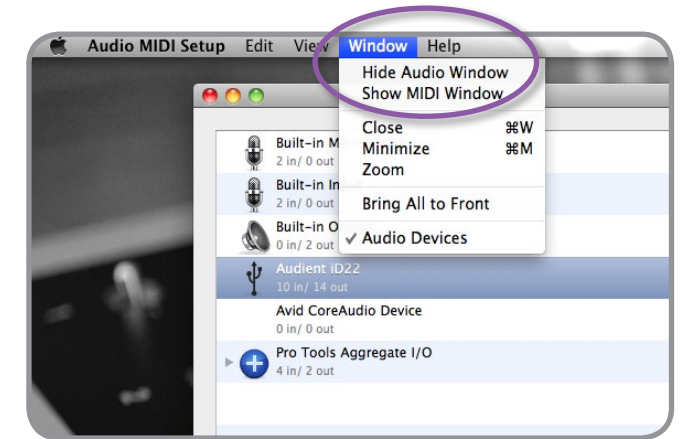 Audio MIDI Setup Edit View Window Help
Hide Audio Window
Show MIDI Window
Close ⌘W
Minimize ⌘M
Zoom
Bring All to Front
✓ Audio Devices
Built-in M
2 in/ 0 out
Built-in In
2 in/ 0 out
Built-in O
0 in/ 2 out
Audient iD22
10 in/ 14 out
Avid CoreAudio Device
0 in/ 0 out
Pro Tools Aggregate I/O
4 in/ 2 out